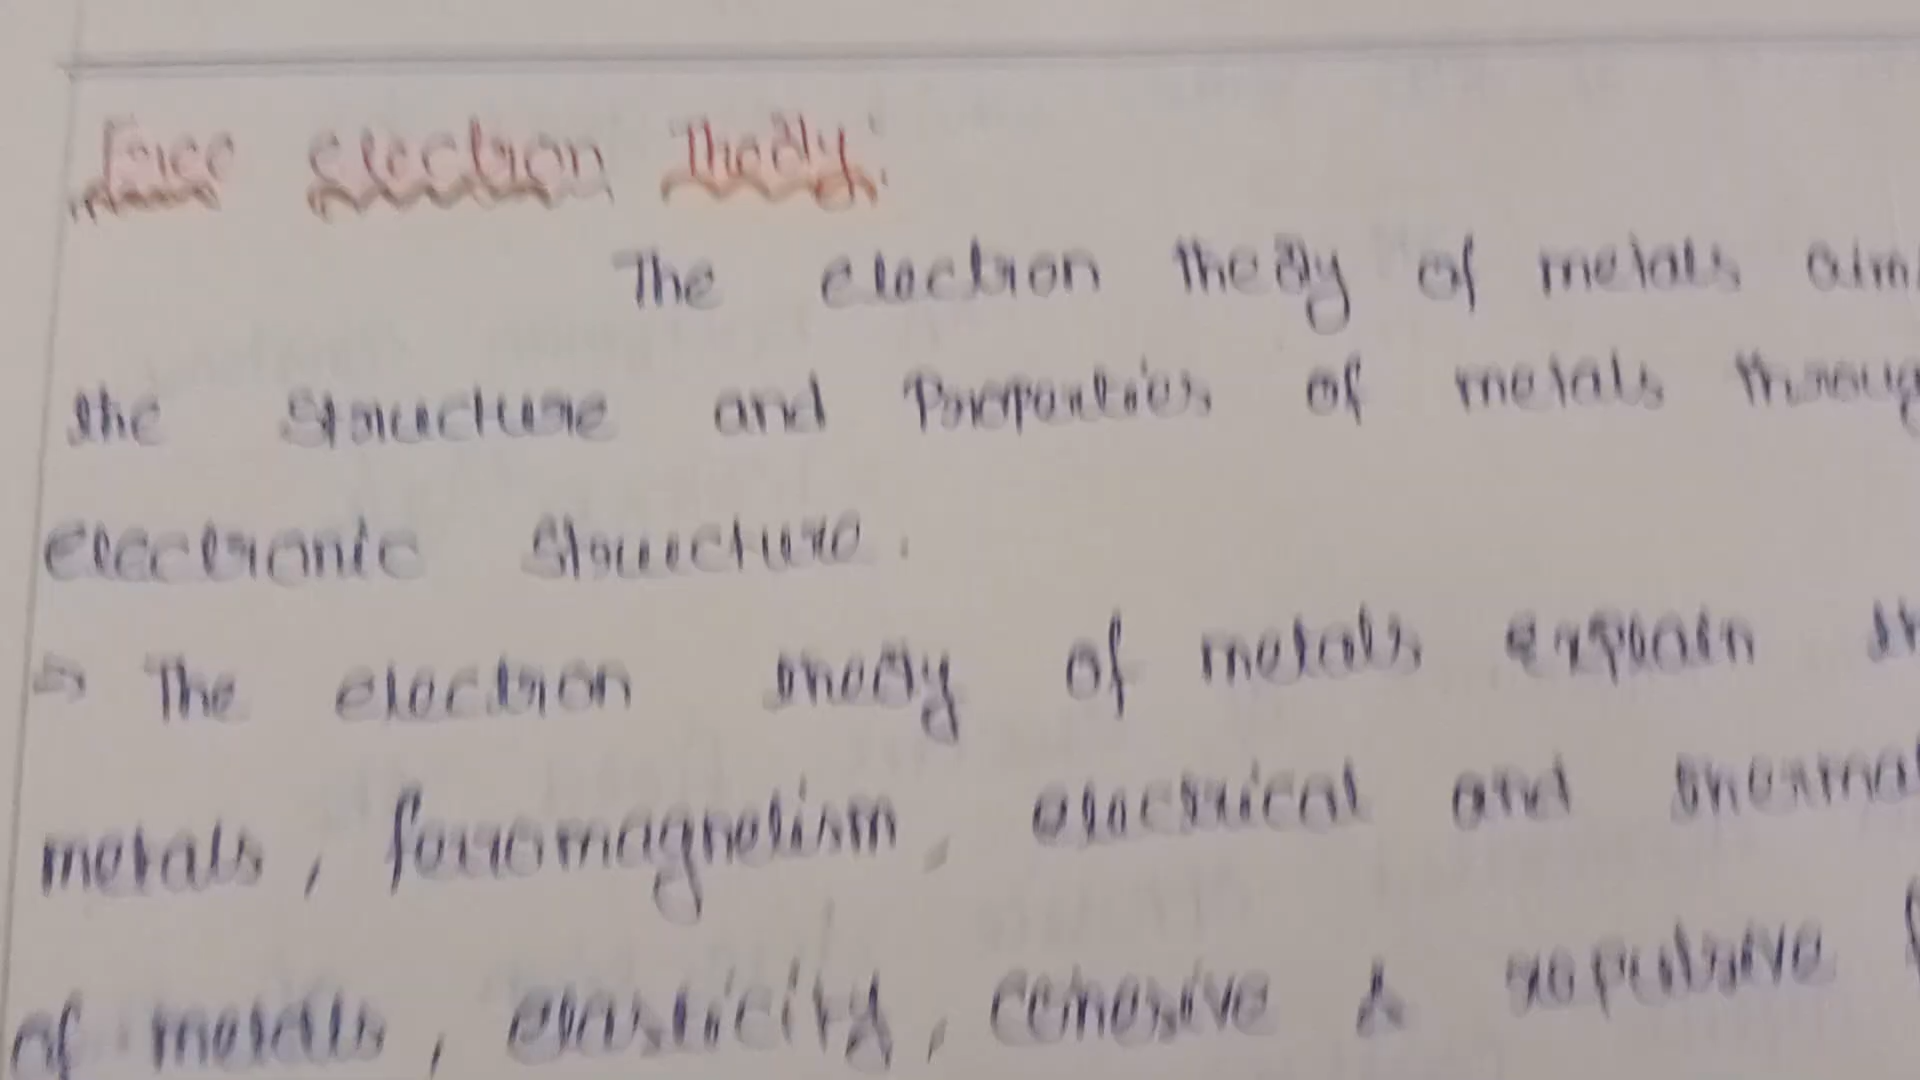 Free electron Theory:
The electron theory of metals aim
the structure and Properties of metals throug
electronic structure.
⇒ The electron theory of metals explain th
metals, ferromagnetism, electrical and thermal
of metals, elasticity, cohesive & repulsive f